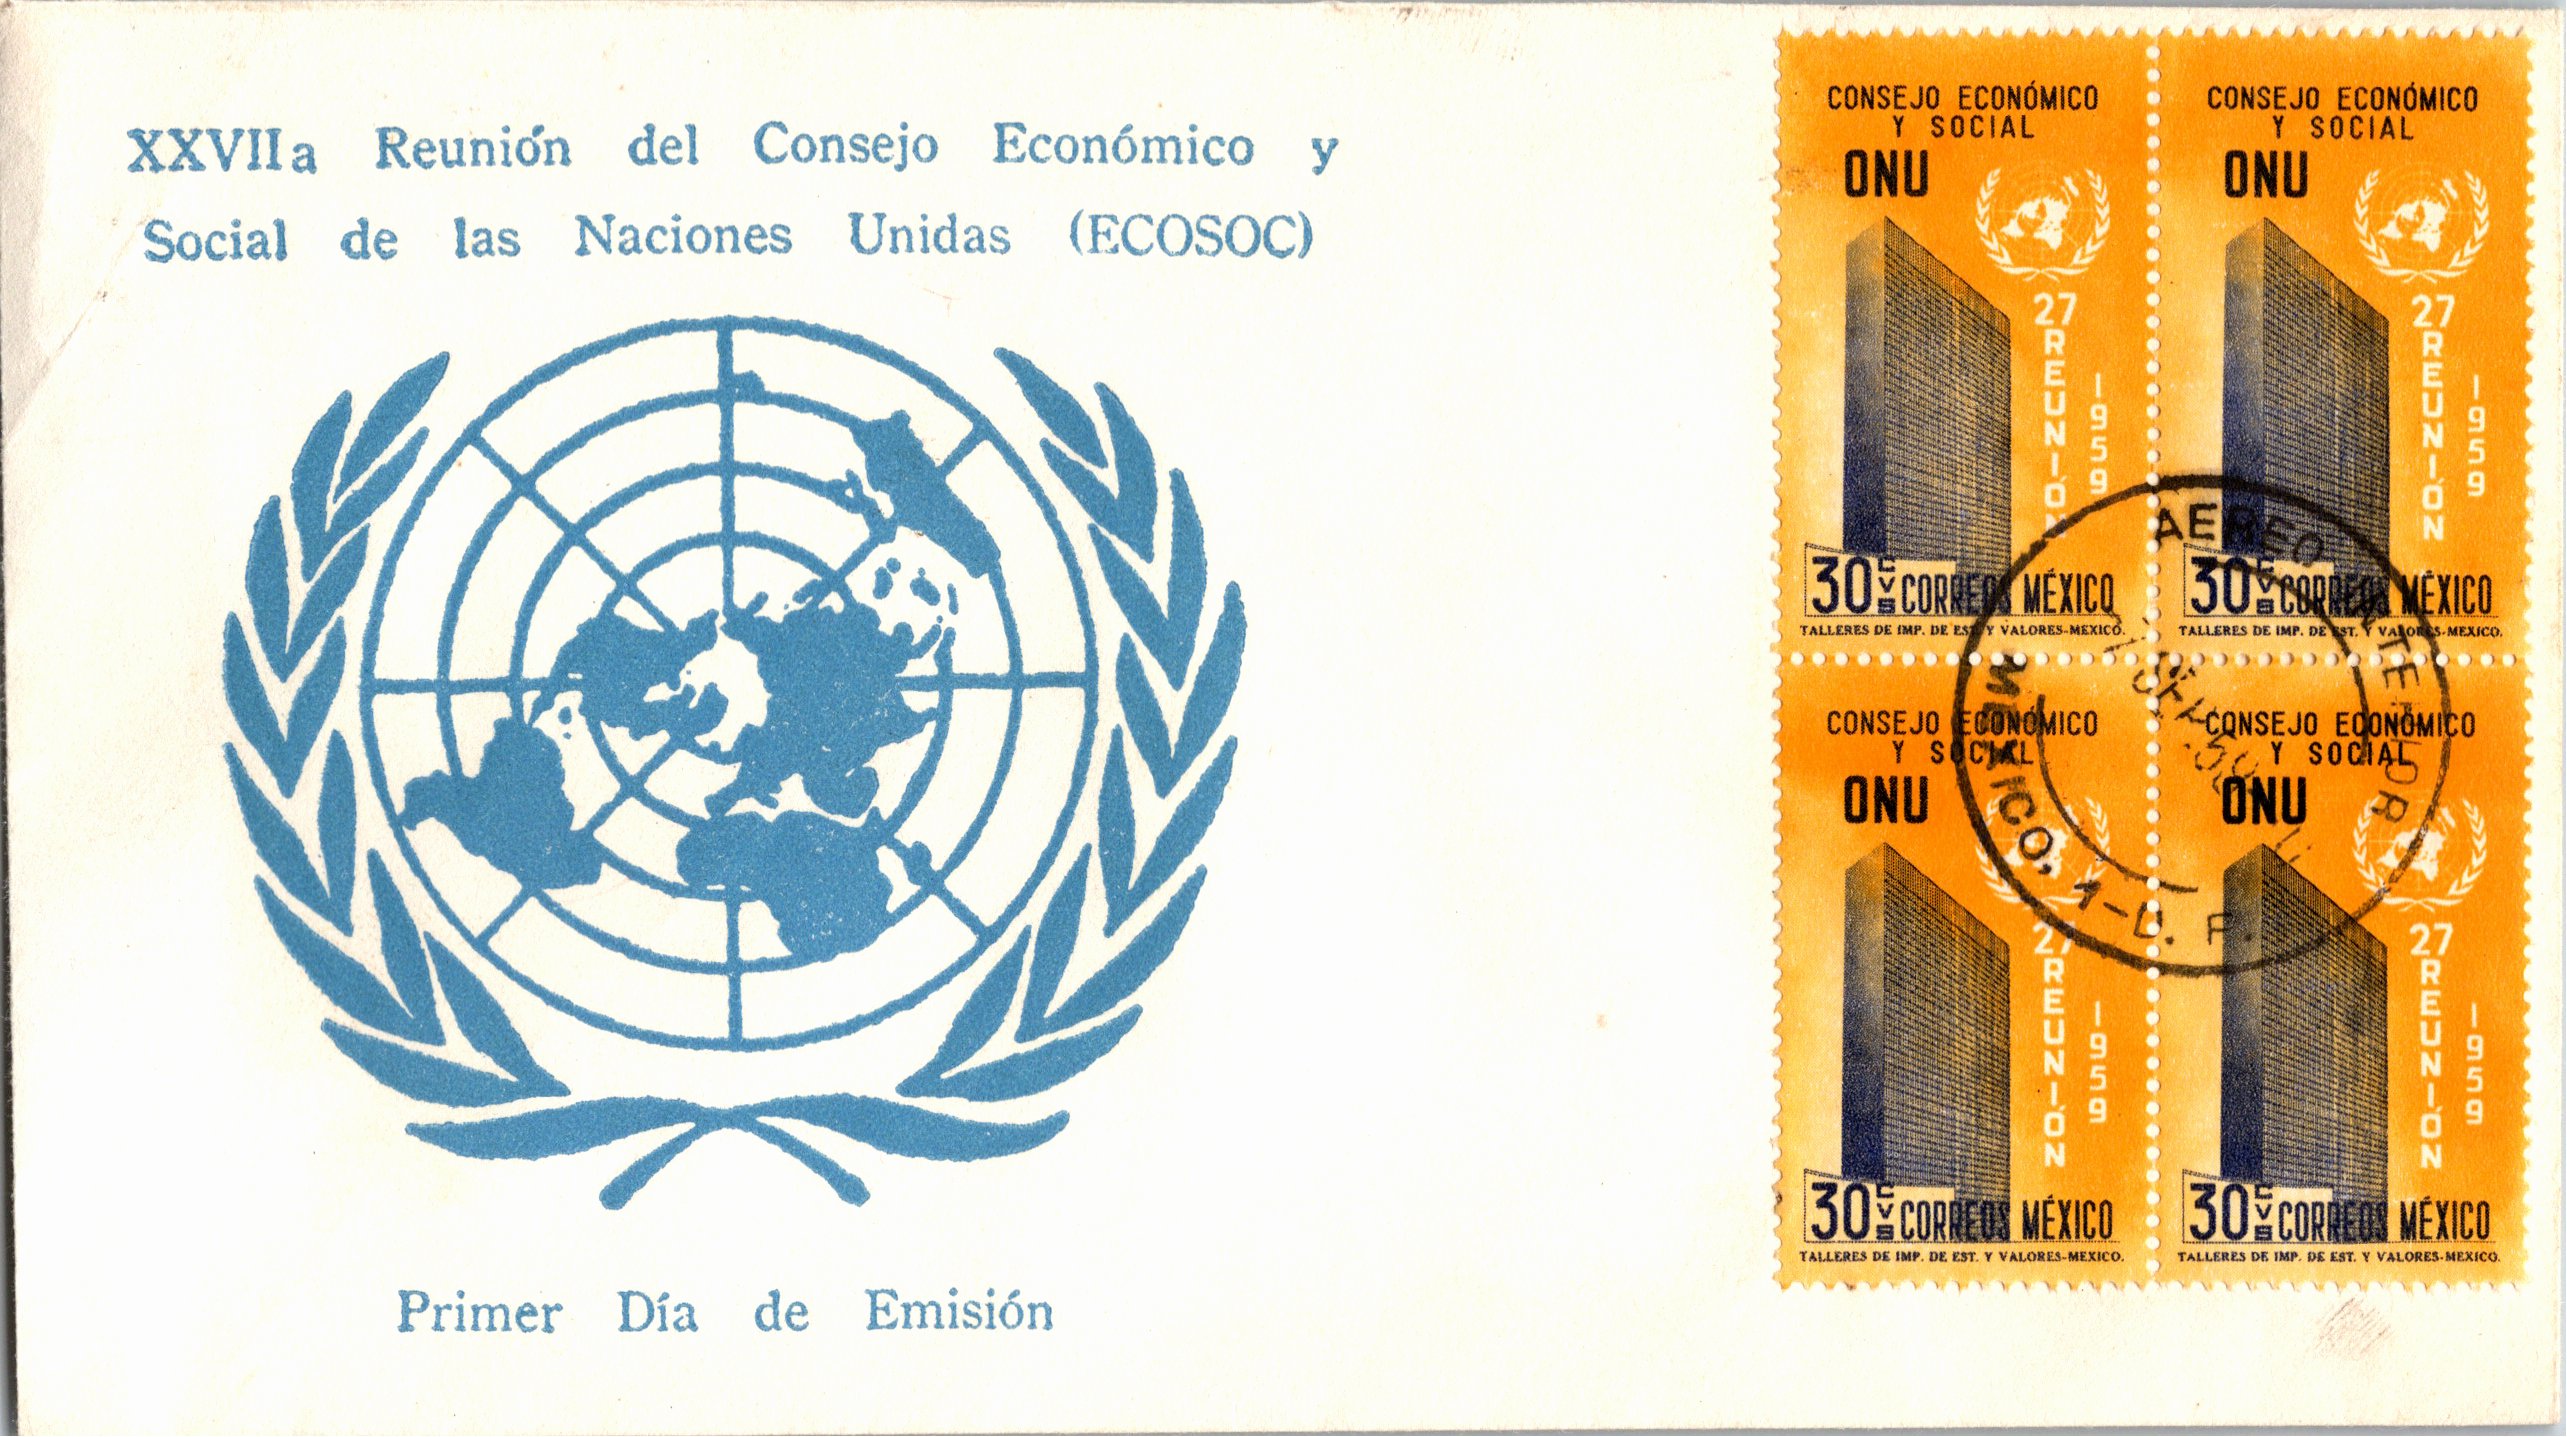 XXVIIa Reunión del Consejo Económico y
Social de las Naciones Unidas (ECOSOC)
Primer Día de Emisión
CONSEJO ECONÓMICO
Y SOCIAL
ONU
27
REUNIÓN
1959
30 CVS CORREOS MÉXICO
TALLERES DE IMP. DE EST. Y VALORES-MEXICO.
CONSEJO ECONÓMICO
Y SOCIAL
ONU
27
REUNIÓN
1959
30 CVS CORREOS MÉXICO
TALLERES DE IMP. DE EST. Y VALORES-MEXICO.
CONSEJO ECONÓMICO
Y SOCIAL
ONU
27
REUNIÓN
1959
30 CVS CORREOS MÉXICO
TALLERES DE IMP. DE EST. Y VALORES-MEXICO.
CONSEJO ECONÓMICO
Y SOCIAL
ONU
27
REUNIÓN
1959
30 CVS CORREOS MÉXICO
TALLERES DE IMP. DE EST. Y VALORES-MEXICO.
AEREO INTERIOR
MEXICO, 1-D. F.